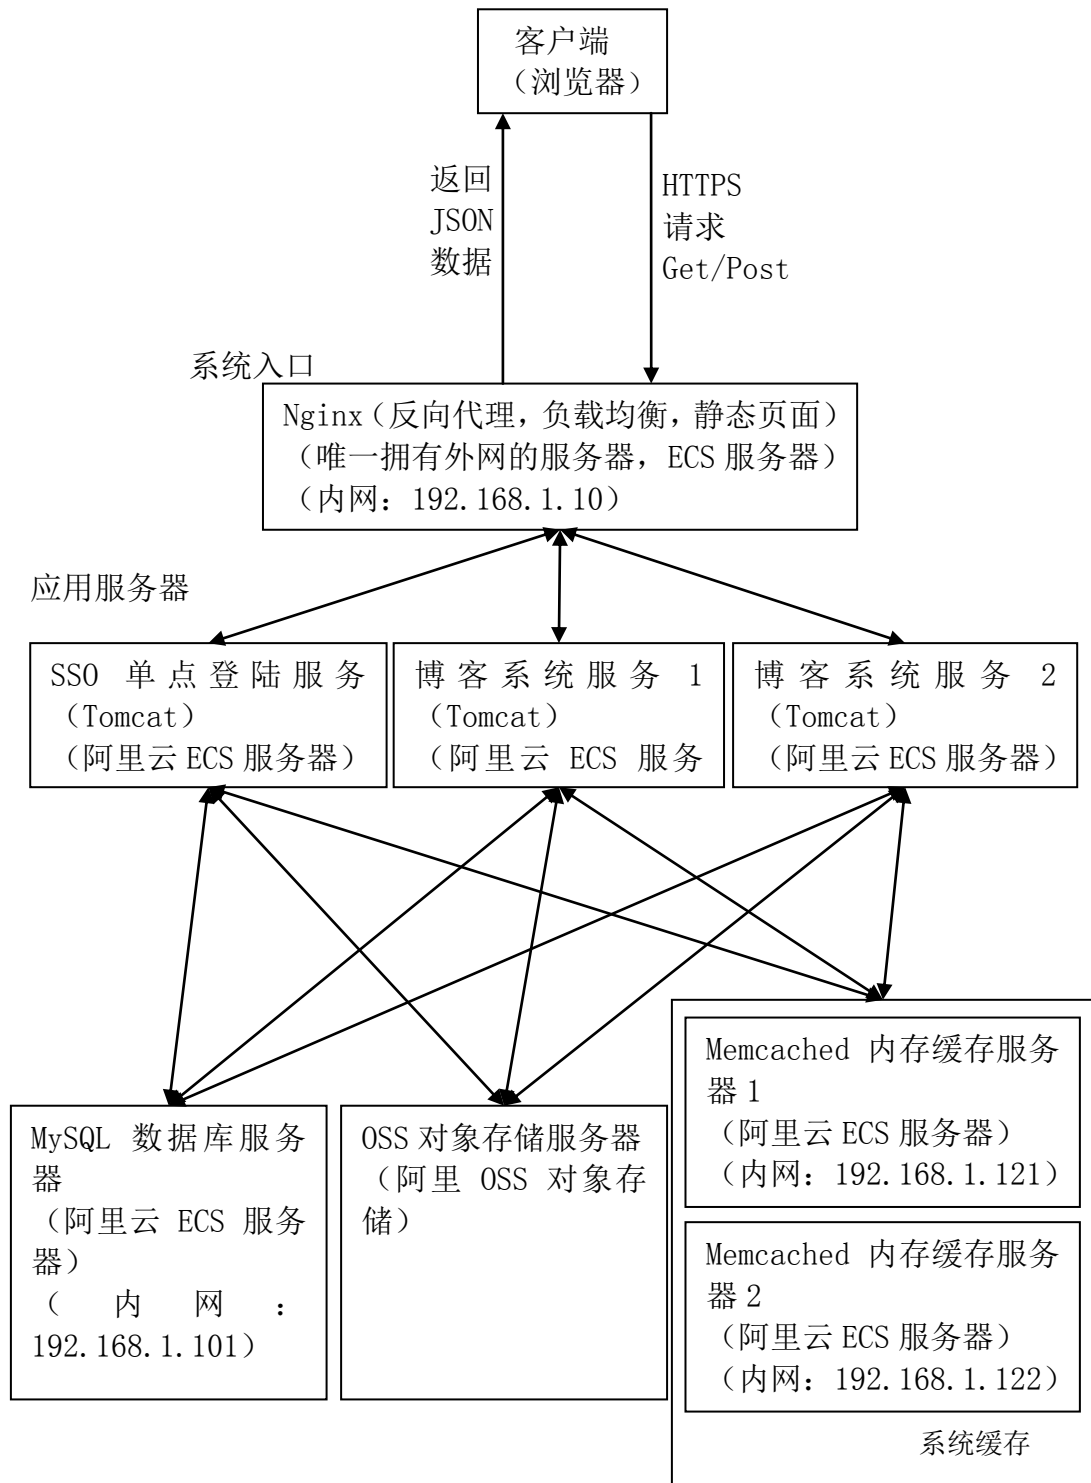 客户端
（浏览器）
返回
JSON
数据
HTTPS
请求
Get/Post
系统入口
Nginx（反向代理，负载均衡，静态页面）
（唯一拥有外网的服务器，ECS 服务器）
（内网：192.168.1.10）
应用服务器
SSO 单点登陆服务
（Tomcat）
（阿里云 ECS 服务器）
博客系统服务 1
（Tomcat）
（阿里云 ECS 服务
博客系统服务 2
（Tomcat）
（阿里云 ECS 服务器）
MySQL 数据库服务
器
（阿里云 ECS 服务
器）
（内网：
192.168.1.101）
OSS 对象存储服务器
（阿里 OSS 对象存
储）
Memcached 内存缓存服务
器 1
（阿里云 ECS 服务器）
（内网：192.168.1.121）
Memcached 内存缓存服务
器 2
（阿里云 ECS 服务器）
（内网：192.168.1.122）
系统缓存